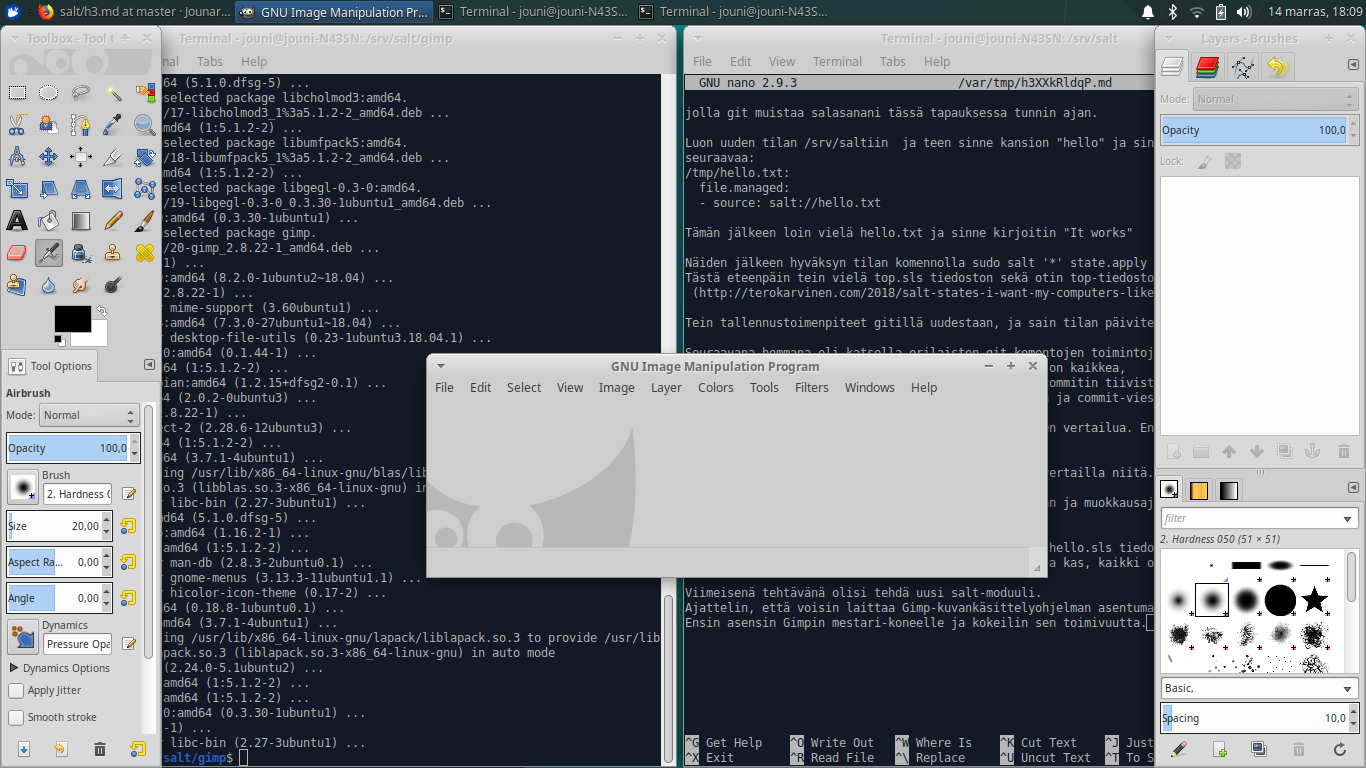 salt/h3.md at master · Jounar...
GNU Image Manipulation Pr...
Terminal - jouni@jouni-N43S...
Terminal - jouni@jouni-N43S...
14 marras, 18:09
Toolbox - Tool
Tool Options
Airbrush
Mode: Normal
Opacity 100,0
Brush
2. Hardness
Size 20,00
Aspect Ra... 0,00
Angle 0,00
Dynamics
Pressure Opa
Dynamics Options
Apply Jitter
Smooth stroke
Terminal - jouni@jouni-N43SN: /srv/salt/gimp
nal Tabs Help
64 (5.1.0.dfsg-5) ...
selected package libcholmod3:amd64.
/17-libcholmod3_1%3a5.1.2-2_amd64.deb ...
md64 (1:5.1.2-2) ...
selected package libumfpack5:amd64.
/18-libumfpack5_1%3a5.1.2-2_amd64.deb ...
md64 (1:5.1.2-2) ...
selected package libgegl-0.3-0:amd64.
/19-libgegl-0.3-0_0.3.30-1ubuntu1_amd64.deb ...
:amd64 (0.3.30-1ubuntu1) ...
selected package gimp.
/20-gimp_2.8.22-1_amd64.deb ...
1) ...
:amd64 (8.2.0-1ubuntu2~18.04) ...
2.8.22-1) ...
mime-support (3.60ubuntu1) ...
:amd64 (7.3.0-27ubuntu1~18.04) ...
desktop-file-utils (0.23-1ubuntu3.18.04.1) ...
0:amd64 (0.1.44-1) ...
64 (1:5.1.2-2) ...
ian:amd64 (1.2.15+dfsg2-0.1) ...
64 (2.0.2-0ubuntu3) ...
.8.22-1) ...
ct-2 (2.28.6-12ubuntu3) ...
4 (1:5.1.2-2) ...
64 (3.7.1-4ubuntu1) ...
ing /usr/lib/x86_64-linux-gnu/blas/lib
so.3 (libblas.so.3-x86_64-linux-gnu) in
libc-bin (2.27-3ubuntu1) ...
d64 (5.1.0.dfsg-5) ...
:amd64 (1.16.2-1) ...
amd64 (1:5.1.2-2) ...
man-db (2.8.3-2ubuntu0.1) ...
gnome-menus (3.13.3-11ubuntu1.1) ...
hicolor-icon-theme (0.17-2) ...
64 (0.18.8-1ubuntu0.1) ...
md64 (3.7.1-4ubuntu1) ...
ing /usr/lib/x86_64-linux-gnu/lapack/liblapack.so.3 to provide /usr/lib
pack.so.3 (liblapack.so.3-x86_64-linux-gnu) in auto mode
(2.24.0-5.1ubuntu2) ...
amd64 (1:5.1.2-2) ...
amd64 (1:5.1.2-2) ...
0:amd64 (0.3.30-1ubuntu1) ...
-1) ...
libc-bin (2.27-3ubuntu1) ...
salt/gimp$
Terminal - jouni@jouni-N43SN: /srv/salt
File Edit View Terminal Tabs Help
GNU nano 2.9.3 /var/tmp/h3XXkRldqP.md
jolla git muistaa salasanani tässä tapauksessa tunnin ajan.
Luon uuden tilan /srv/saltiin ja teen sinne kansion "hello" ja sin
seuraavaa:
/tmp/hello.txt:
file.managed:
- source: salt://hello.txt
Tämän jälkeen loin vielä hello.txt ja sinne kirjoitin "It works"
Näiden jälkeen hyväksyn tilan komennolla sudo salt '*' state.apply
Tästä eteenpäin tein vielä top.sls tiedoston sekä otin top-tiedosto
(http://terokarvinen.com/2018/salt-states-i-want-my-computers-like
Tein tallennustoimenpiteet gitillä uudestaan, ja sain tilan päivite
Seuraavana hommana oli katsella erilaisten git komentojen toimintoj
on kaikkea,
commitin tiivist
ja commit-vies
en vertailua. En
vertailla niitä.
an ja muokkausaj
hello.sls tiedo
a kas, kaikki o
Viimeisenä tehtävänä olisi tehdä uusi salt-moduuli.
Ajattelin, että voisin laittaa Gimp-kuvankäsittelyohjelman asentuma
Ensin asensin Gimpin mestari-koneelle ja kokeilin sen toimivuutta.
^G Get Help ^O Write Out ^W Where Is ^K Cut Text ^J Just
^X Exit ^R Read File ^\ Replace ^U Uncut Text ^T To S
GNU Image Manipulation Program
File Edit Select View Image Layer Colors Tools Filters Windows Help
Layers - Brushes
Mode: Normal
Opacity 100,0
Lock:
filter
2. Hardness 050 (51 × 51)
Basic,
Spacing 10,0